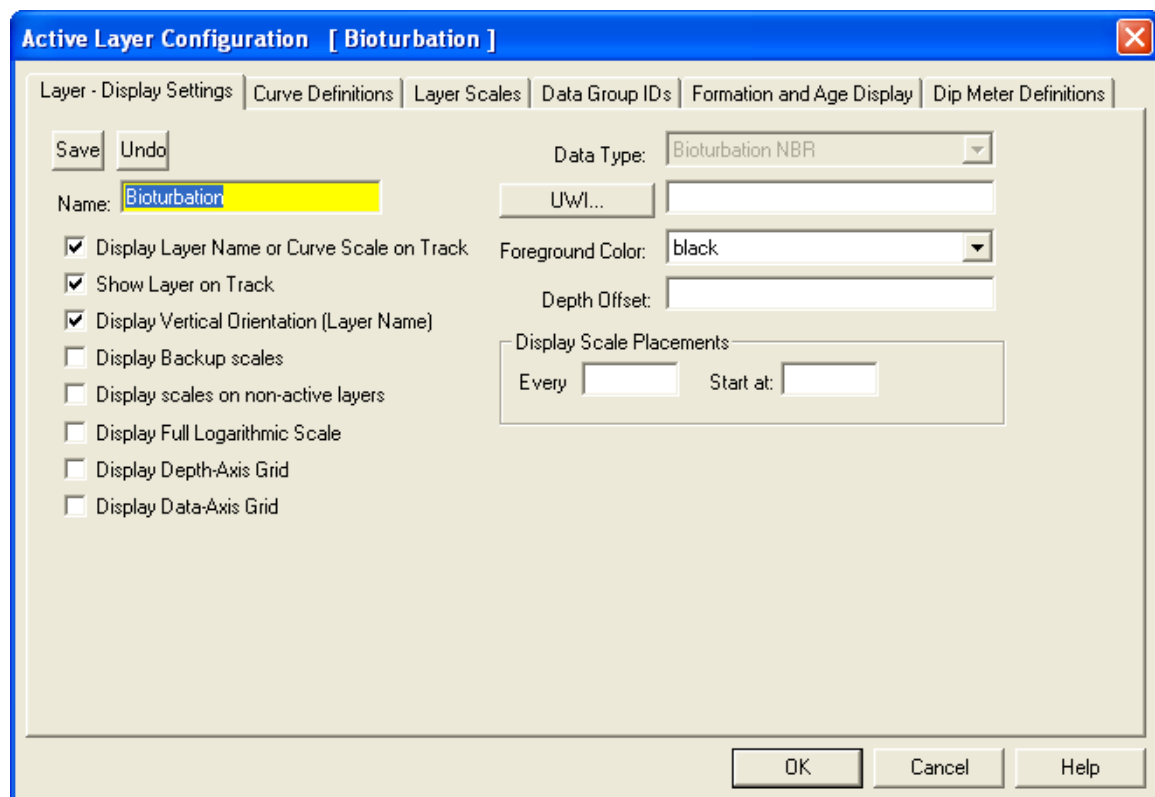 Active Layer Configuration [ Bioturbation ]
Layer - Display Settings Curve Definitions Layer Scales Data Group IDs Formation and Age Display Dip Meter Definitions
Save Undo
Name: Bioturbation
Display Layer Name or Curve Scale on Track
Show Layer on Track
Display Vertical Orientation (Layer Name)
Display Backup scales
Display scales on non-active layers
Display Full Logarithmic Scale
Display Depth-Axis Grid
Display Data-Axis Grid
Data Type: Bioturbation NBR
UWI...
Foreground Color: black
Depth Offset:
Display Scale Placements
Every Start at:
OK Cancel Help